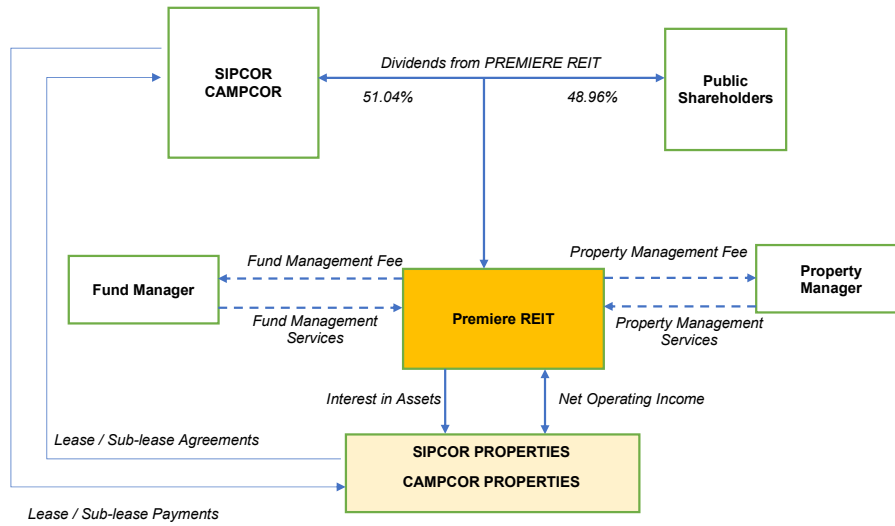 SIPCOR
CAMPCOR
Dividends from PREMIERE REIT
51.04%
48.96%
Public
Shareholders
Fund Manager
Fund Management Fee
Fund Management
Services
Premiere REIT
Property Management Fee
Property Management
Services
Property
Manager
Interest in Assets
Net Operating Income
Lease / Sub-lease Agreements
SIPCOR PROPERTIES
CAMPCOR PROPERTIES
Lease / Sub-lease Payments